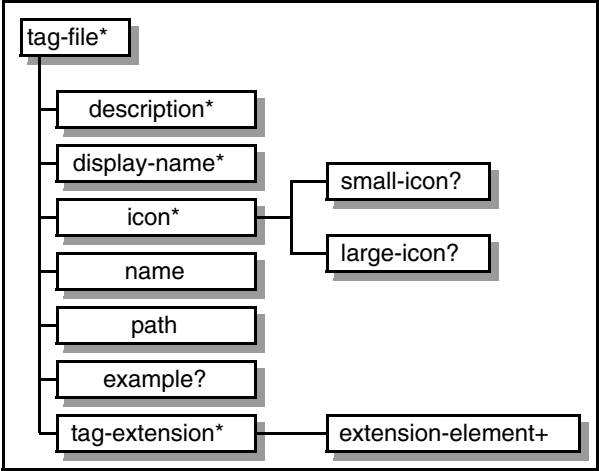 tag-file*
description*
display-name*
icon*
small-icon?
large-icon?
name
path
example?
tag-extension*
extension-element+